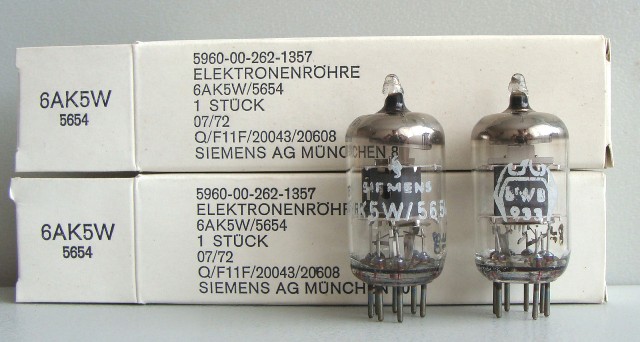 6AK5W
5654
5960-00-262-1357
ELEKTRONENRÖHRE
6AK5W/5654
1 STÜCK
07/72
Q/F11F/20043/20608
SIEMENS AG MÜNCHEN 8
6AK5W
5654
5960-00-262-1357
ELEKTRONENRÖHR
6AK5W/5654
1 STÜCK
07/72
Q/F11F/20043/20608
SIEMENS AG MÜNCHEN
SIEMENS
6K5W/565